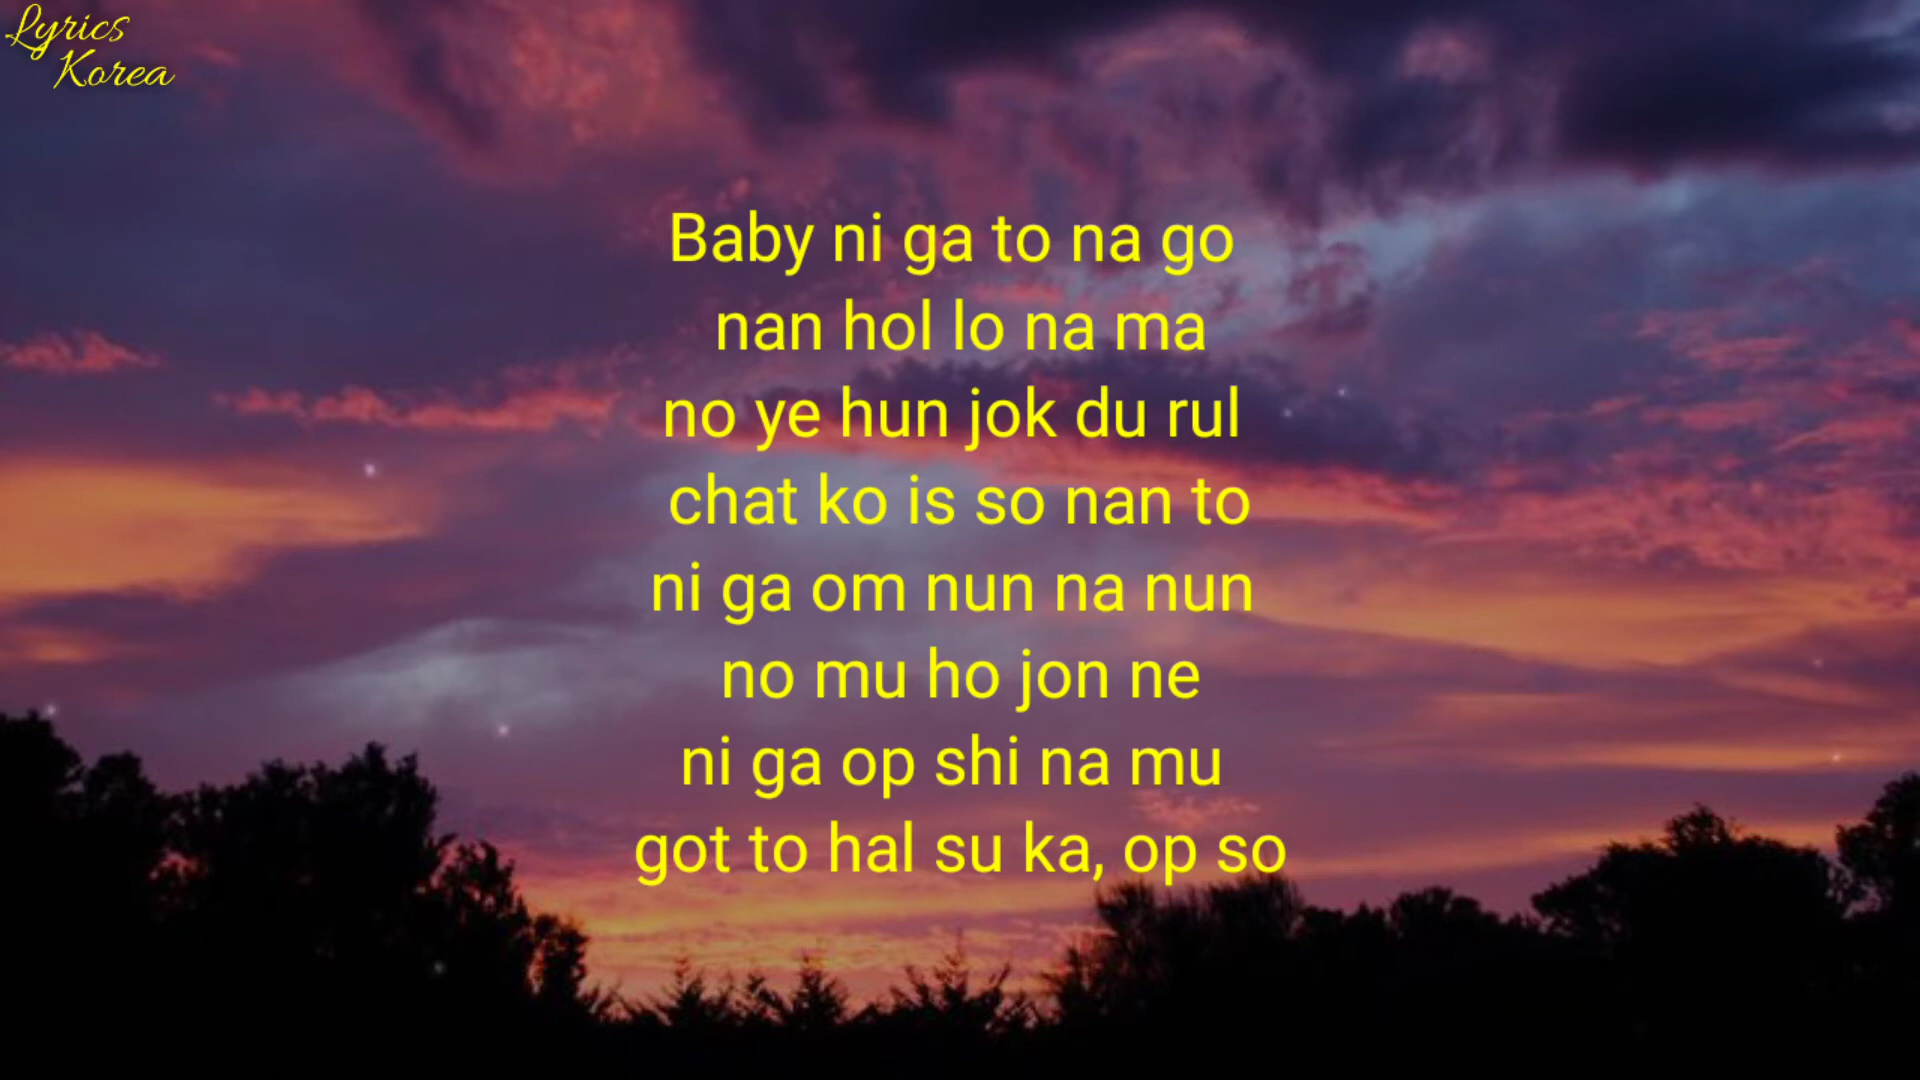 Lyrics
Korea
Baby ni ga to na go
nan hol lo na ma
no ye hun jok du rul
chat ko is so nan to
ni ga om nun na nun
no mu ho jon ne
ni ga op shi na mu
got to hal su ka, op so